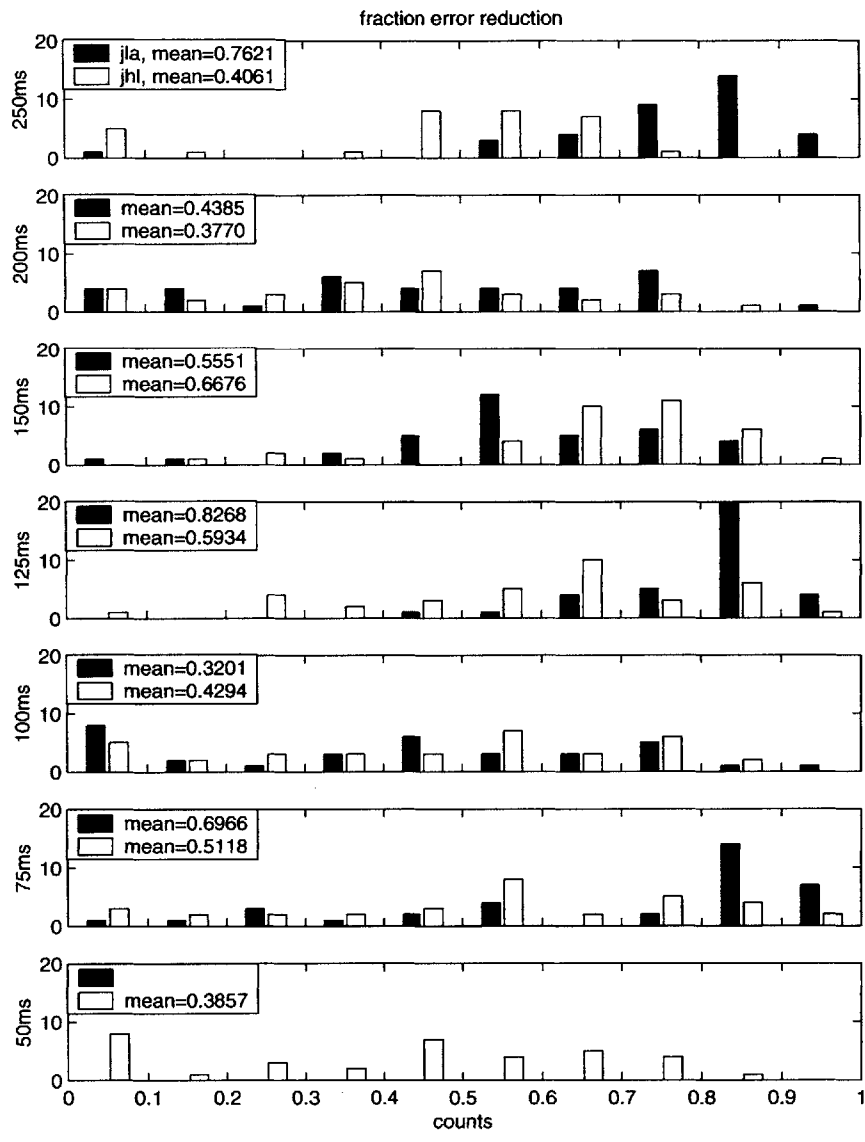 fraction error reduction
20
10
0
250ms
jla, mean=0.7621
jhl, mean=0.4061
20
10
0
200ms
mean=0.4385
mean=0.3770
20
10
0
150ms
mean=0.5551
mean=0.6676
20
10
0
125ms
mean=0.8268
mean=0.5934
20
10
0
100ms
mean=0.3201
mean=0.4294
20
10
0
75ms
mean=0.6966
mean=0.5118
20
10
0
50ms
mean=0.3857
0 0.1 0.2 0.3 0.4 0.5 0.6 0.7 0.8 0.9 1
counts